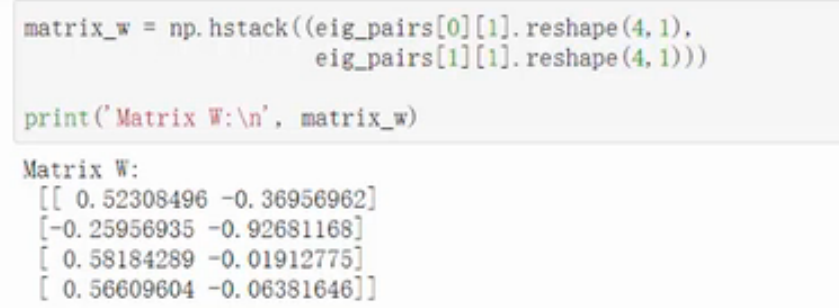 matrix_w = np.hstack((eig_pairs[0][1].reshape(4,1),
                      eig_pairs[1][1].reshape(4,1)))
print('Matrix W:\n', matrix_w)
Matrix W:
 [[ 0.52308496 -0.36956962]
 [-0.25956935 -0.92681168]
 [ 0.58184289 -0.01912775]
 [ 0.56609604 -0.06381646]]